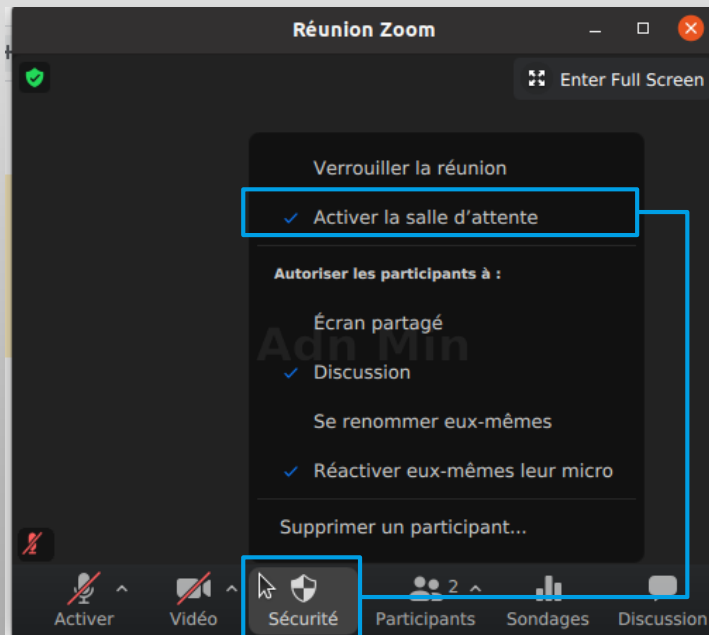 Réunion Zoom
Enter Full Screen
Verrouiller la réunion
Activer la salle d’attente
Autoriser les participants à :
Écran partagé
Adn Min
Discussion
Se renommer eux-mêmes
Réactiver eux-mêmes leur micro
Supprimer un participant...
2
Activer Vidéo Sécurité Participants Sondages Discussion